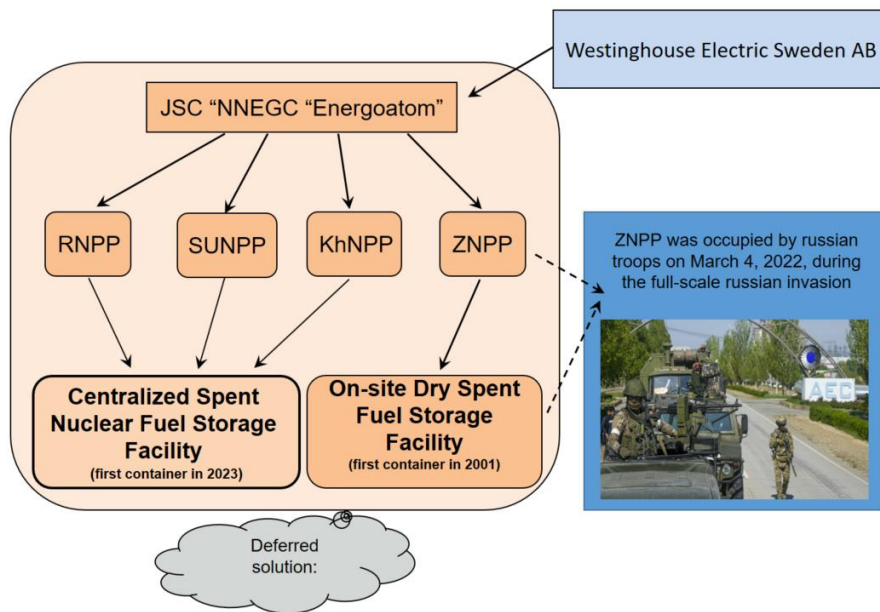 Westinghouse Electric Sweden AB
JSC “NNEGC “Energoatom”
RNPP
SUNPP
KhNPP
ZNPP
ZNPP was occupied by russian
troops on March 4, 2022, during
the full-scale russian invasion
Centralized Spent
Nuclear Fuel Storage
Facility
(first container in 2023)
On-site Dry Spent
Fuel Storage
Facility
(first container in 2001)
АЕС
Deferred
solution: